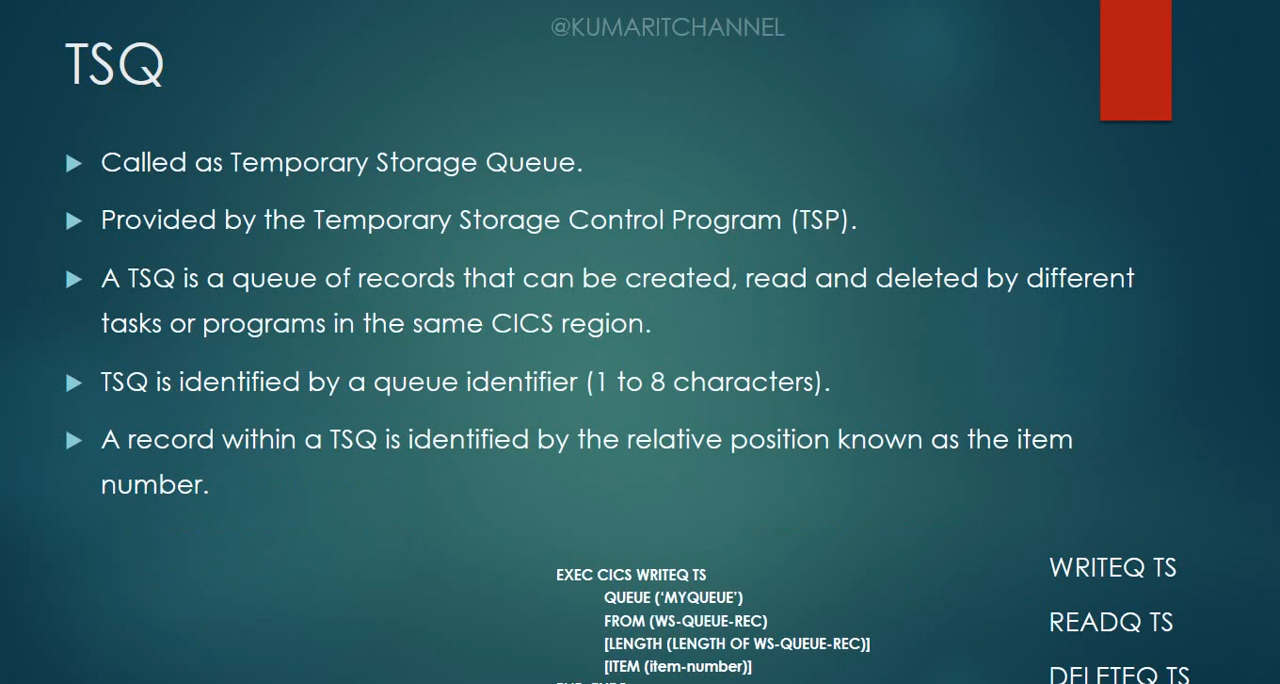 @KUMARITCHANNEL
TSQ
Called as Temporary Storage Queue.
Provided by the Temporary Storage Control Program (TSP).
A TSQ is a queue of records that can be created, read and deleted by different
tasks or programs in the same CICS region.
TSQ is identified by a queue identifier (1 to 8 characters).
A record within a TSQ is identified by the relative position known as the item
number.
EXEC CICS WRITEQ TS
QUEUE (‘MYQUEUE’)
FROM (WS-QUEUE-REC)
[LENGTH (LENGTH OF WS-QUEUE-REC)]
[ITEM (item-number)]
WRITEQ TS
READQ TS
DELETEQ TS